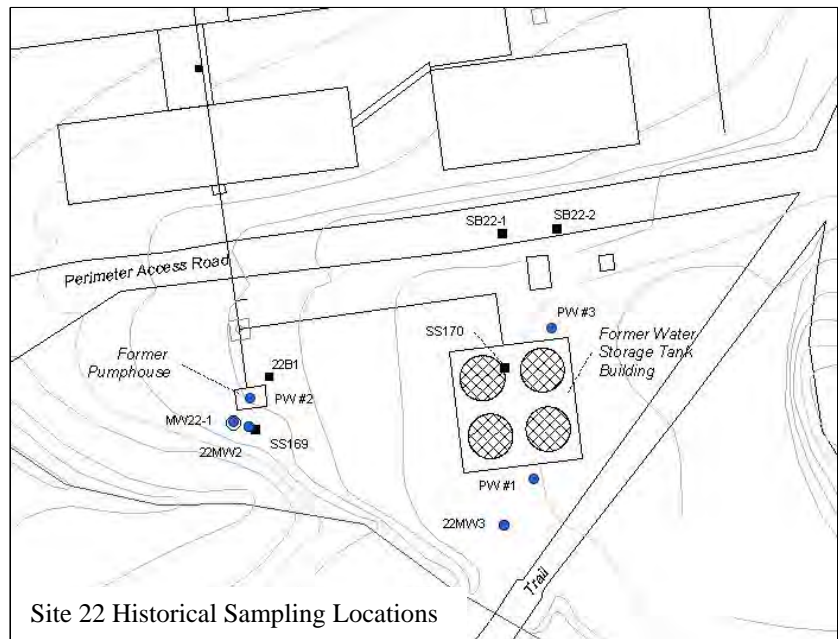 SB22-1
SB22-2
Perimeter Access Road
PW #3
SS170
Former Water
Storage Tank
Building
Former
Pumphouse
22B1
PW #2
MW22-1
SS169
22MW2
PW #1
22MW3
Trail
Site 22 Historical Sampling Locations